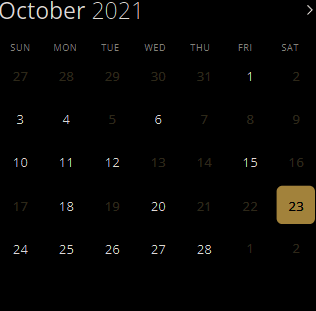 October 2021 >
SUN MON TUE WED THU FRI SAT
27 28 29 30 31 1 2
3 4 5 6 7 8 9
10 11 12 13 14 15 16
17 18 19 20 21 22 23
24 25 26 27 28 1 2